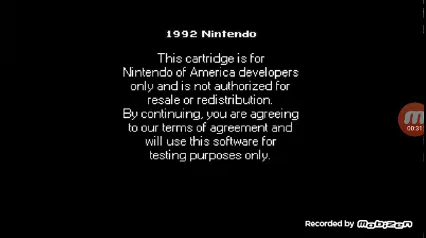 1992 Nintendo
This cartridge is for
Nintendo of America developers
only and is not authorized for
resale or redistribution.
By continuing, you are agreeing
to our terms of agreement and
will use this software for
testing purposes only.
00:31
Recorded by Mobizen